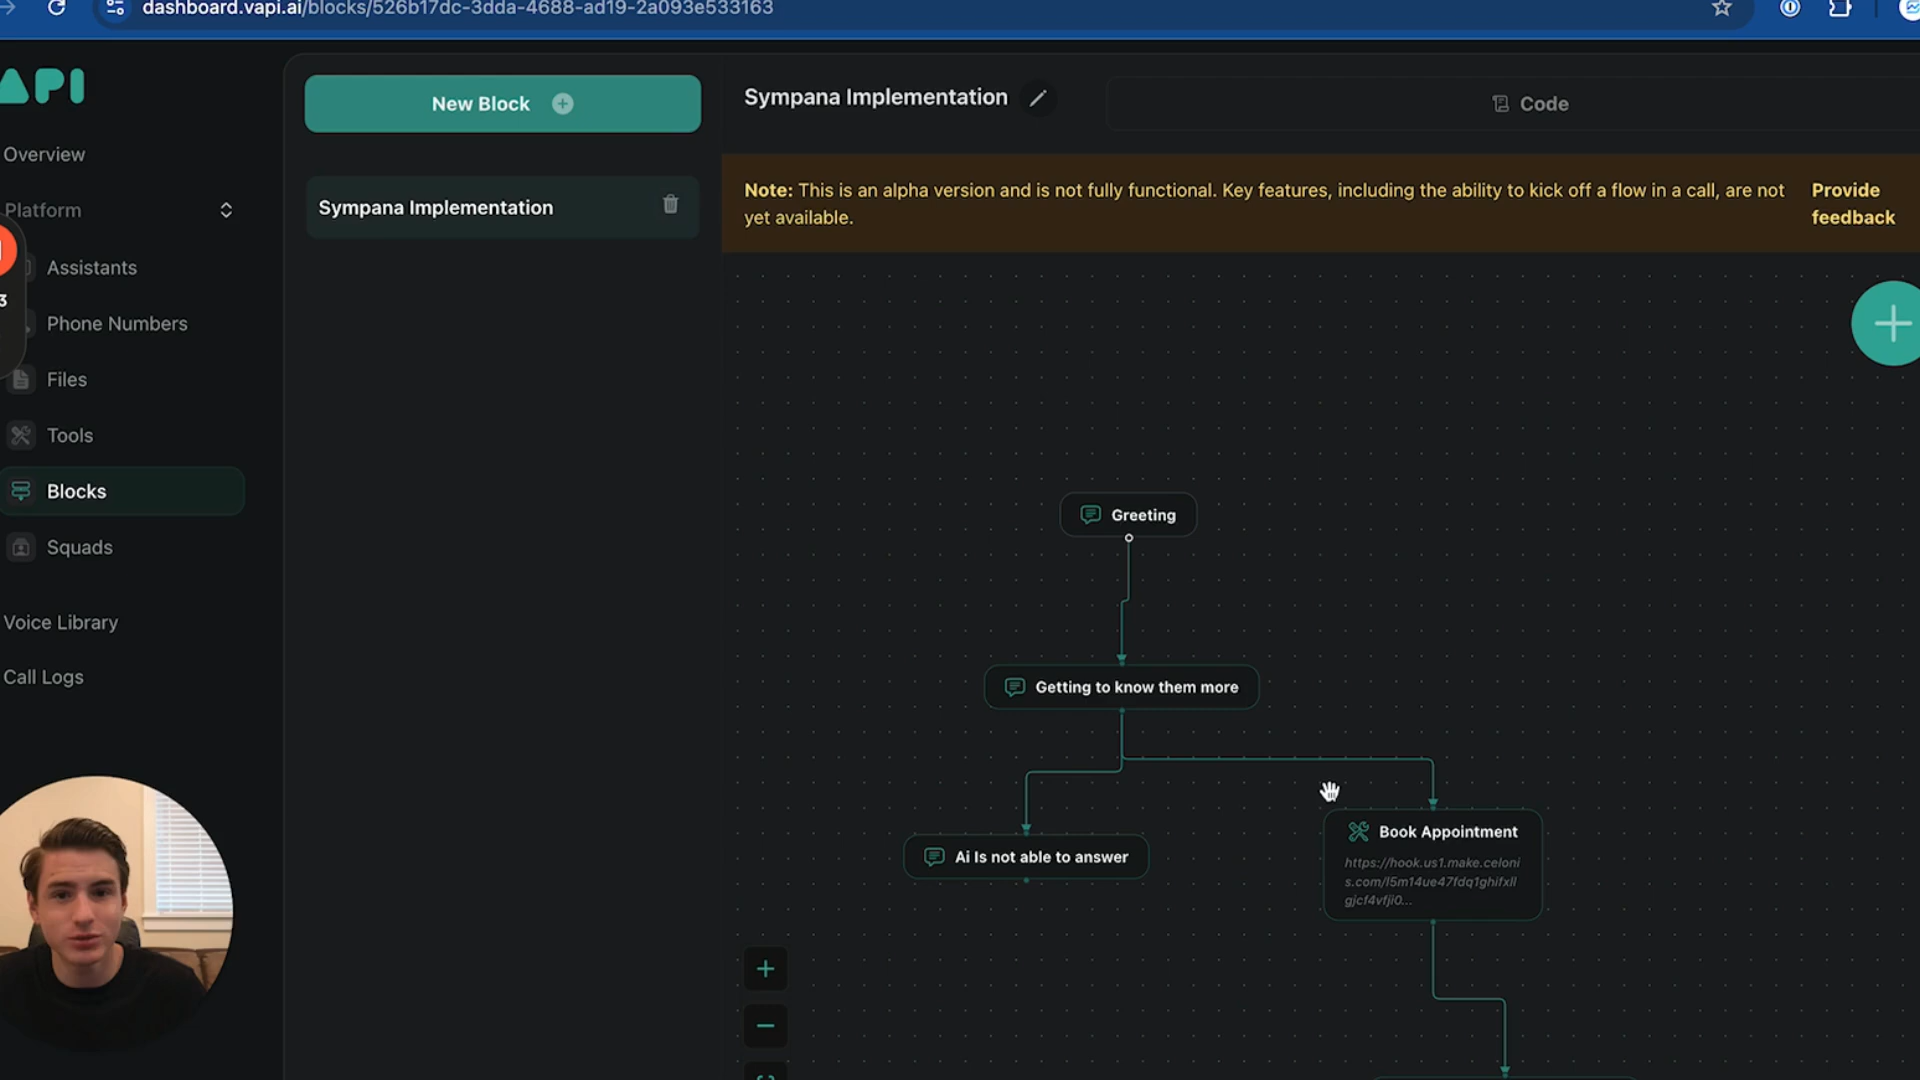 dashboard.vapi.ai/blocks/526b17dc-3dda-4688-ad19-2a093e533163
API
Overview
Platform
Assistants
3
Phone Numbers
Files
Tools
Blocks
Squads
Voice Library
Call Logs
New Block
Sympana Implementation
Sympana Implementation
Code
Note: This is an alpha version and is not fully functional. Key features, including the ability to kick off a flow in a call, are not
yet available.
Provide
feedback
Greeting
Getting to know them more
Ai Is not able to answer
Book Appointment
https://hook.us1.make.celoni
s.com/l5m14ue47fdq1ghifxll
gjcf4vfji0...